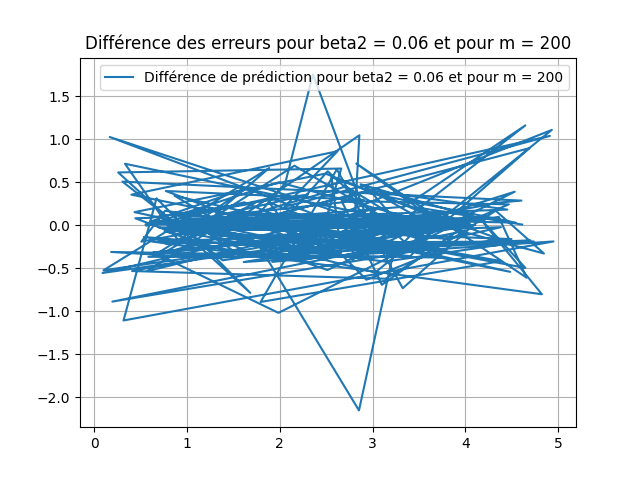 Différence des erreurs pour beta2 = 0.06 et pour m = 200
Différence de prédiction pour beta2 = 0.06 et pour m = 200
1.5
1.0
0.5
0.0
−0.5
−1.0
−1.5
−2.0
0 1 2 3 4 5